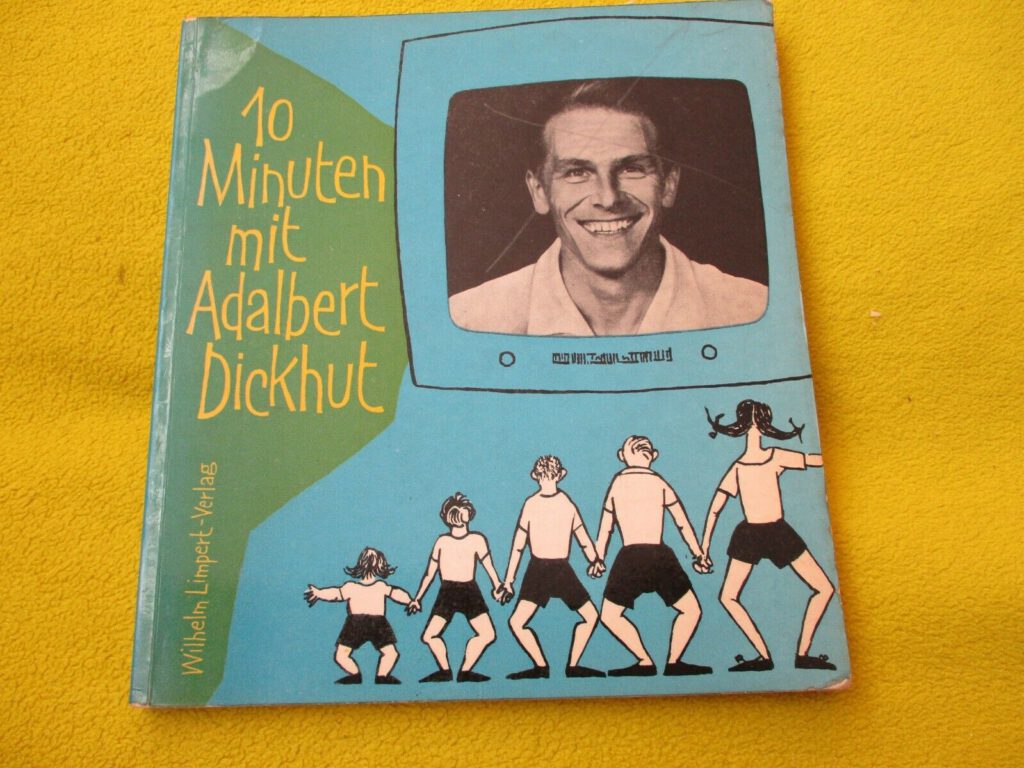 10
Minuten
mit
Adalbert
Dickhut
Wilhelm Limpert-Verlag